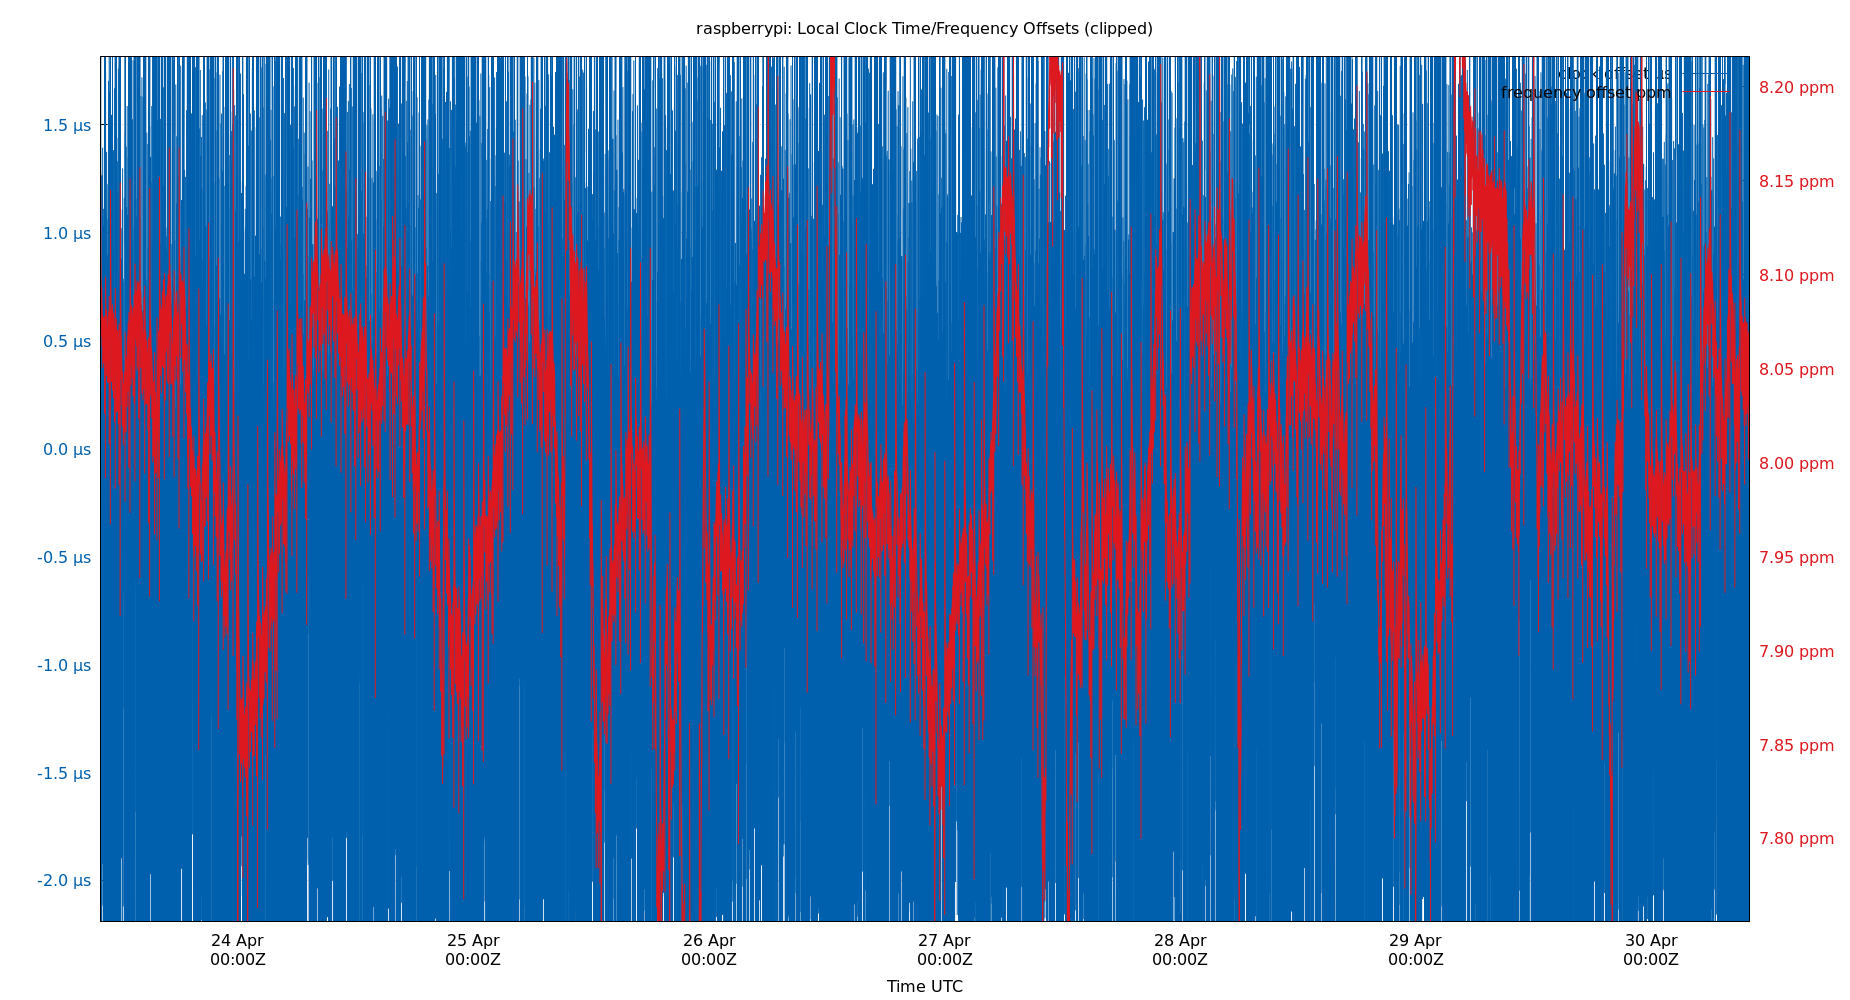 raspberrypi: Local Clock Time/Frequency Offsets (clipped)
clock offset µs
frequency offset ppm
1.5 µs
1.0 µs
0.5 µs
0.0 µs
-0.5 µs
-1.0 µs
-1.5 µs
-2.0 µs
8.20 ppm
8.15 ppm
8.10 ppm
8.05 ppm
8.00 ppm
7.95 ppm
7.90 ppm
7.85 ppm
7.80 ppm
24 Apr 25 Apr 26 Apr 27 Apr 28 Apr 29 Apr 30 Apr
00:00Z 00:00Z 00:00Z 00:00Z 00:00Z 00:00Z 00:00Z
Time UTC